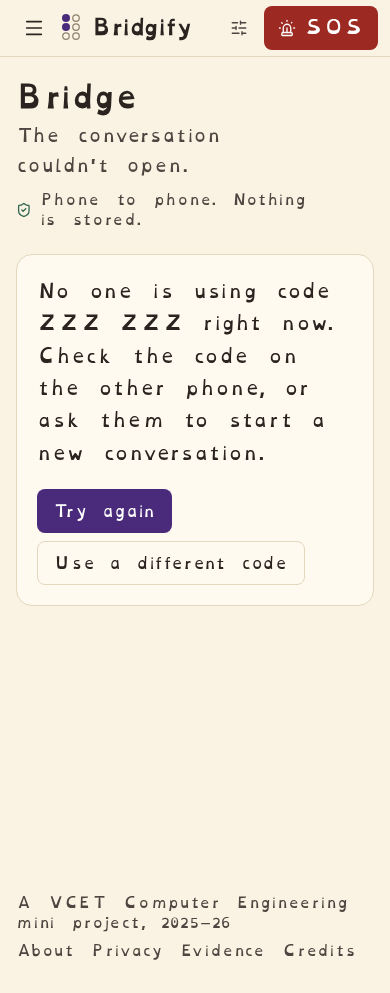 Bridgify
SOS
Bridge
The conversation
couldn't open.
Phone to phone. Nothing
is stored.
No one is using code
ZZZ ZZZ right now.
Check the code on
the other phone, or
ask them to start a
new conversation.
Try again
Use a different code
A VCET Computer Engineering
mini project, 2025–26
About Privacy Evidence Credits